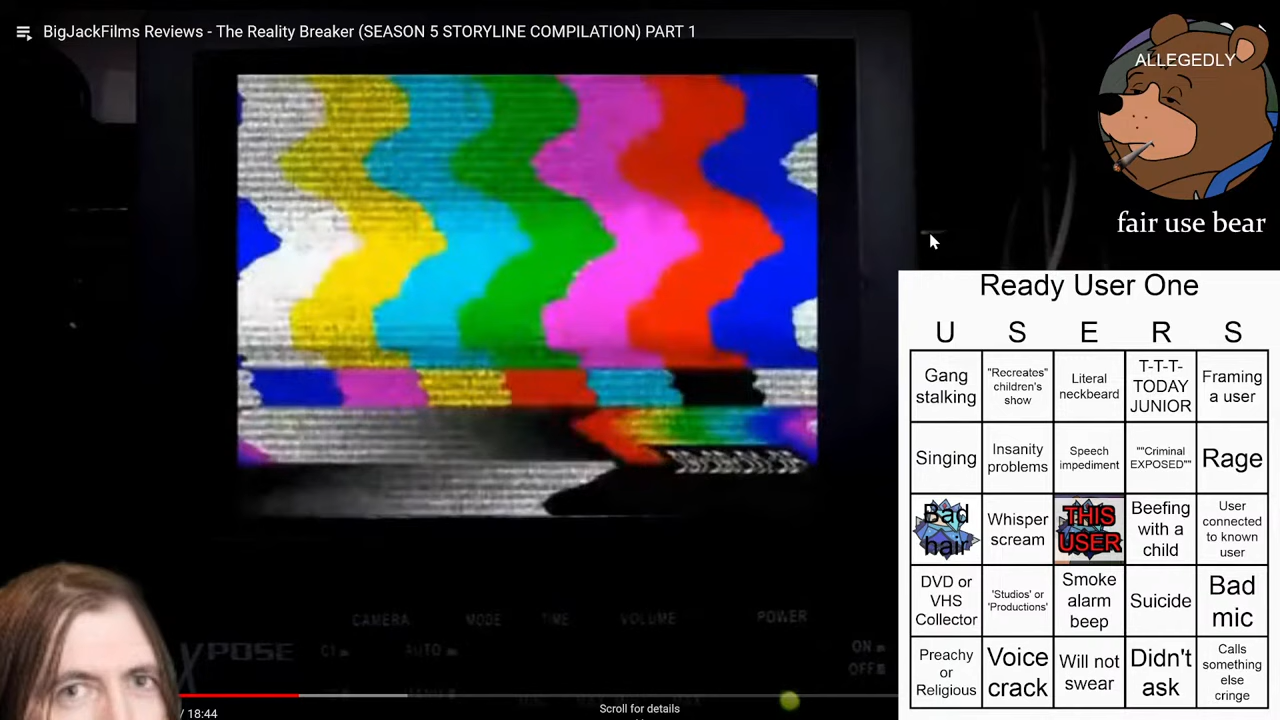 BigJackFilms Reviews - The Reality Breaker (SEASON 5 STORYLINE COMPILATION) PART 1
ALLEGEDLY
fair use bear
Ready User One
U S E R S
Gang
stalking
"Recreates"
children's
show
Literal
neckbeard
T-T-T-
TODAY
JUNIOR
Framing
a user
Singing
Insanity
problems
Speech
impediment
""Criminal
EXPOSED""
Rage
Bad
hair
Whisper
scream
THIS
USER
Beefing
with a
child
User
connected
to known
user
DVD or
VHS
Collector
'Studios' or
'Productions'
Smoke
alarm
beep
Suicide
Bad
mic
Preachy
or
Religious
Voice
crack
Will not
swear
Didn't
ask
Calls
something
else
cringe
CAMERA MODE TIME VOLUME POWER
XPOSE AUTO ON
OFF
/ 18:44
Scroll for details